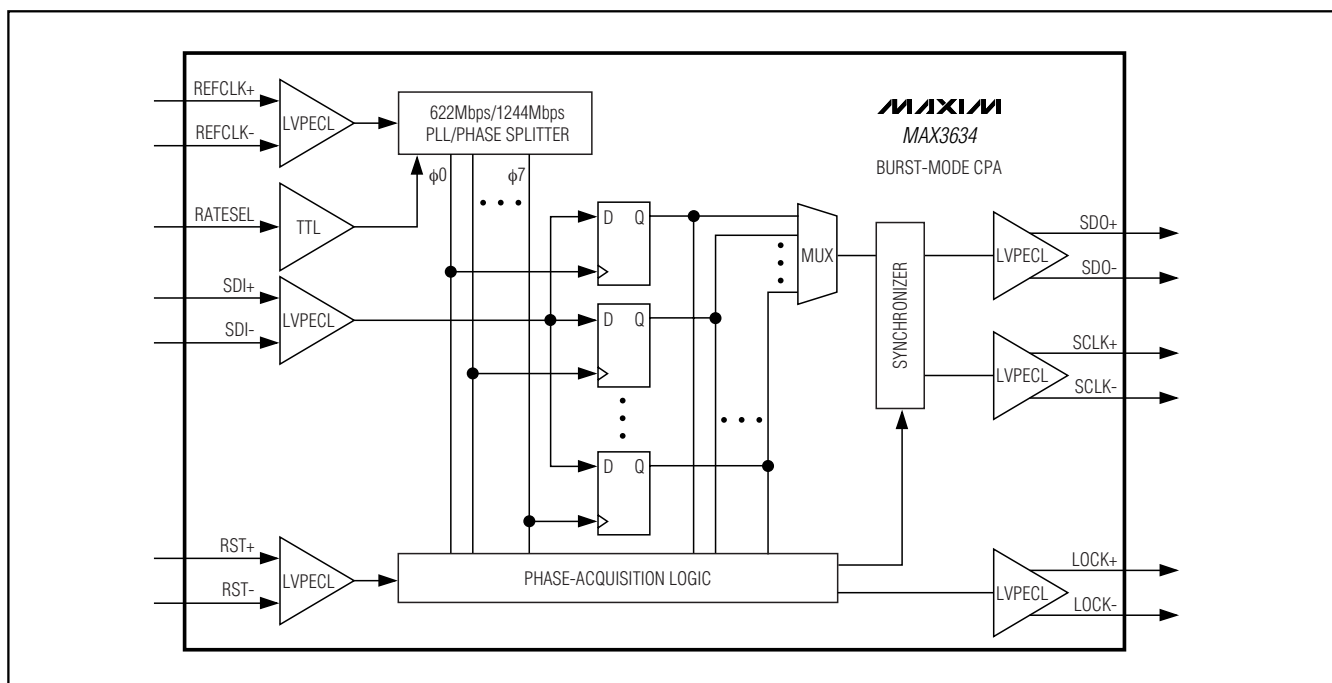 REFCLK+
LVPECL
REFCLK-
622Mbps/1244Mbps
PLL/PHASE SPLITTER
MAXIM
MAX3634
BURST-MODE CPA
ϕ0
ϕ7
RATESEL
TTL
SDI+
LVPECL
SDI-
D Q
D Q
D Q
MUX
SYNCHRONIZER
LVPECL
SDO+
SDO-
LVPECL
SCLK+
SCLK-
RST+
LVPECL
RST-
PHASE-ACQUISITION LOGIC
LVPECL
LOCK+
LOCK-